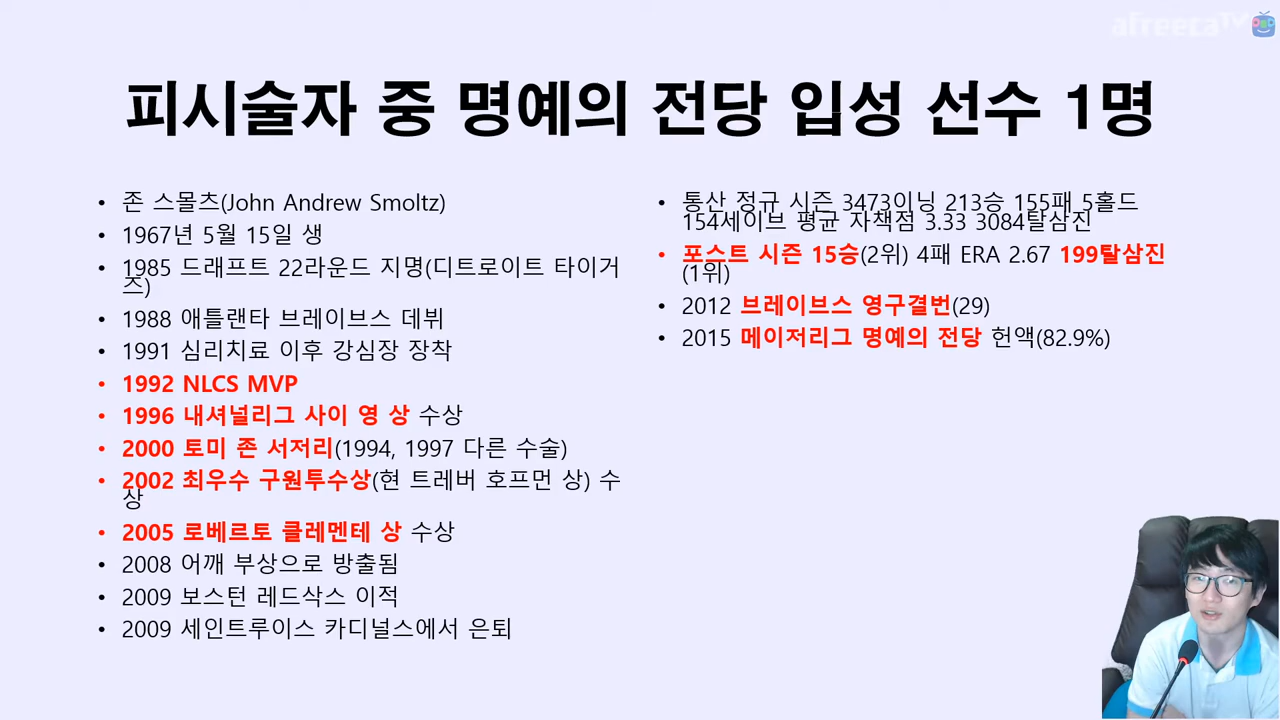 afreecaTV
피시술자 중 명예의 전당 입성 선수 1명
• 존 스몰츠(John Andrew Smoltz)
• 1967년 5월 15일 생
• 1985 드래프트 22라운드 지명(디트로이트 타이거
즈)
• 1988 애틀랜타 브레이브스 데뷔
• 1991 심리치료 이후 강심장 장착
• 1992 NLCS MVP
• 1996 내셔널리그 사이 영 상 수상
• 2000 토미 존 서저리(1994, 1997 다른 수술)
• 2002 최우수 구원투수상(현 트레버 호프먼 상) 수
상
• 2005 로베르토 클레멘테 상 수상
• 2008 어깨 부상으로 방출됨
• 2009 보스턴 레드삭스 이적
• 2009 세인트루이스 카디널스에서 은퇴
• 통산 정규 시즌 3473이닝 213승 155패 5홀드
154세이브 평균 자책점 3.33 3084탈삼진
• 포스트 시즌 15승(2위) 4패 ERA 2.67 199탈삼진
(1위)
• 2012 브레이브스 영구결번(29)
• 2015 메이저리그 명예의 전당 헌액(82.9%)